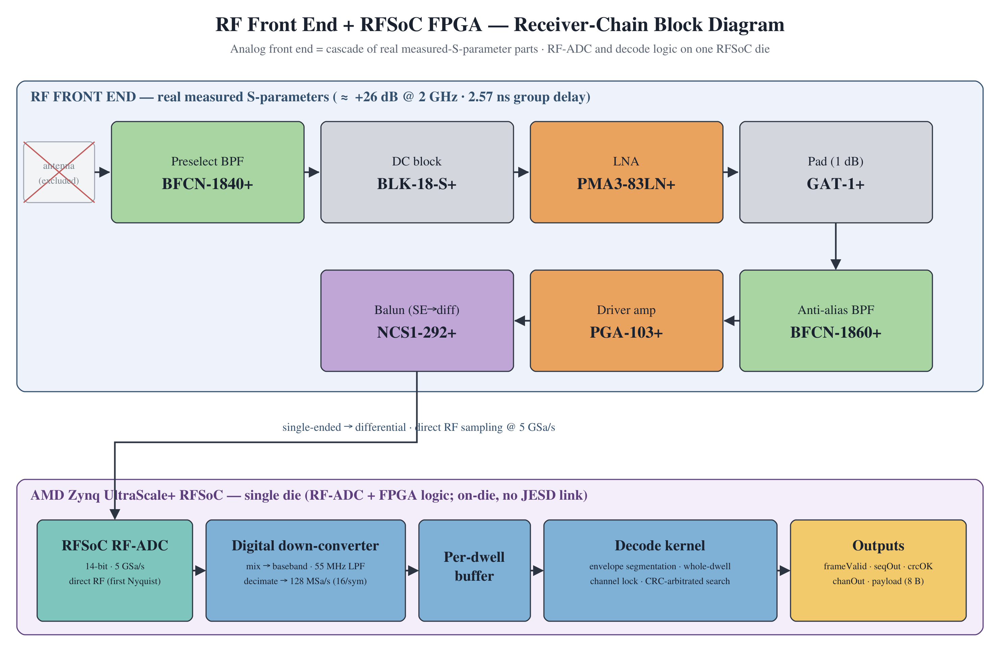 RF Front End + RFSoC FPGA — Receiver-Chain Block Diagram
Analog front end = cascade of real measured-S-parameter parts · RF-ADC and decode logic on one RFSoC die
RF FRONT END — real measured S-parameters ( ≈ +26 dB @ 2 GHz · 2.57 ns group delay)
antenna
(excluded)
Preselect BPF
BFCN-1840+
DC block
BLK-18-S+
LNA
PMA3-83LN+
Pad (1 dB)
GAT-1+
Balun (SE→diff)
NCS1-292+
Driver amp
PGA-103+
Anti-alias BPF
BFCN-1860+
single-ended → differential · direct RF sampling @ 5 GSa/s
AMD Zynq UltraScale+ RFSoC — single die (RF-ADC + FPGA logic; on-die, no JESD link)
RFSoC RF-ADC
14-bit · 5 GSa/s
direct RF (first Nyquist)
Digital down-converter
mix → baseband · 55 MHz LPF
decimate → 128 MSa/s (16/sym)
Per-dwell
buffer
Decode kernel
envelope segmentation · whole-dwell
channel lock · CRC-arbitrated search
Outputs
frameValid · seqOut · crcOK
chanOut · payload (8 B)